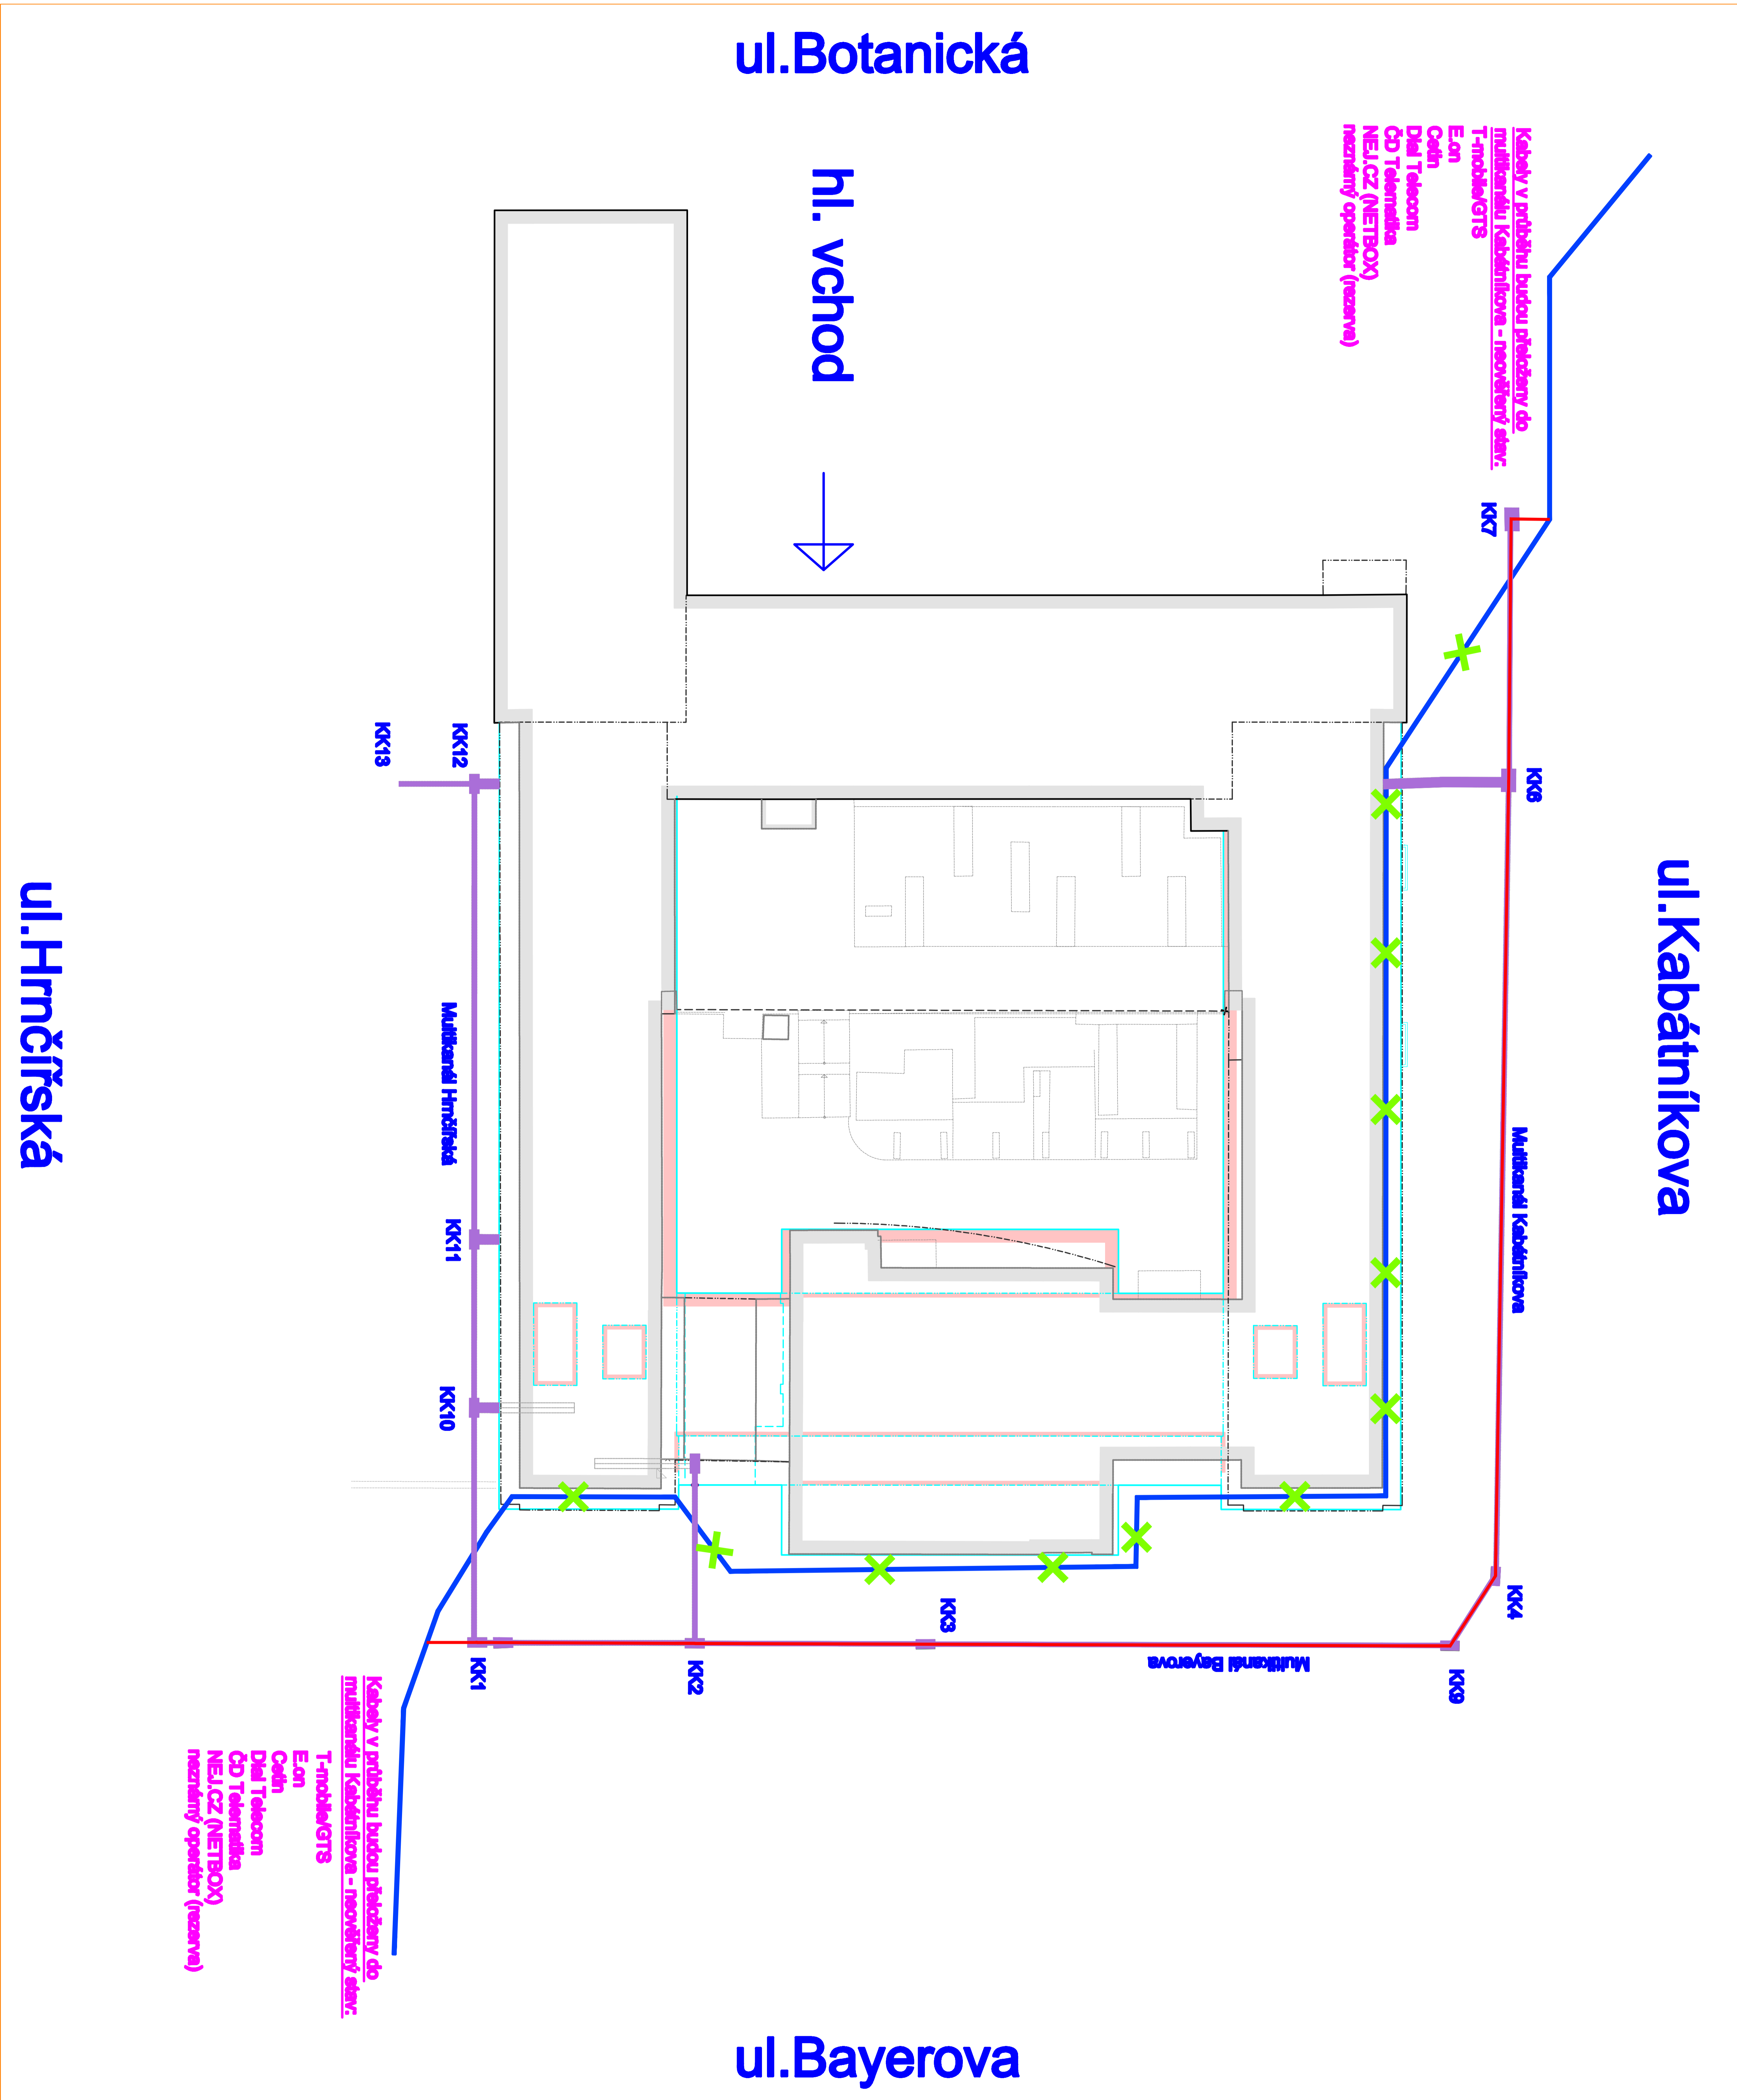 ul.Botanická
Kabely v průběhu budou přeloženy do
multikanálu Kabátníkova - neověřený stav:
T-mobile/GTS
E.on
Cetin
Dial Telecom
ČD Telematika
NEJ.CZ (NETBOX)
neznámý operátor (rezerva)
hl. vchod
KK7
KK13
KK12
KK6
ul.Hrnčířská
ul.Kabátníkova
Multikanál Hrnčířská
Multikanál Kabátníkova
KK11
KK10
KK4
KK3
KK1
KK2
Multikanál Bayerova
KK9
Kabely v průběhu budou přeloženy do
multikanálu Kabátníkova - neověřený stav:
T-mobile/GTS
E.on
Cetin
Dial Telecom
ČD Telematika
NEJ.CZ (NETBOX)
neznámý operátor (rezerva)
ul.Bayerova